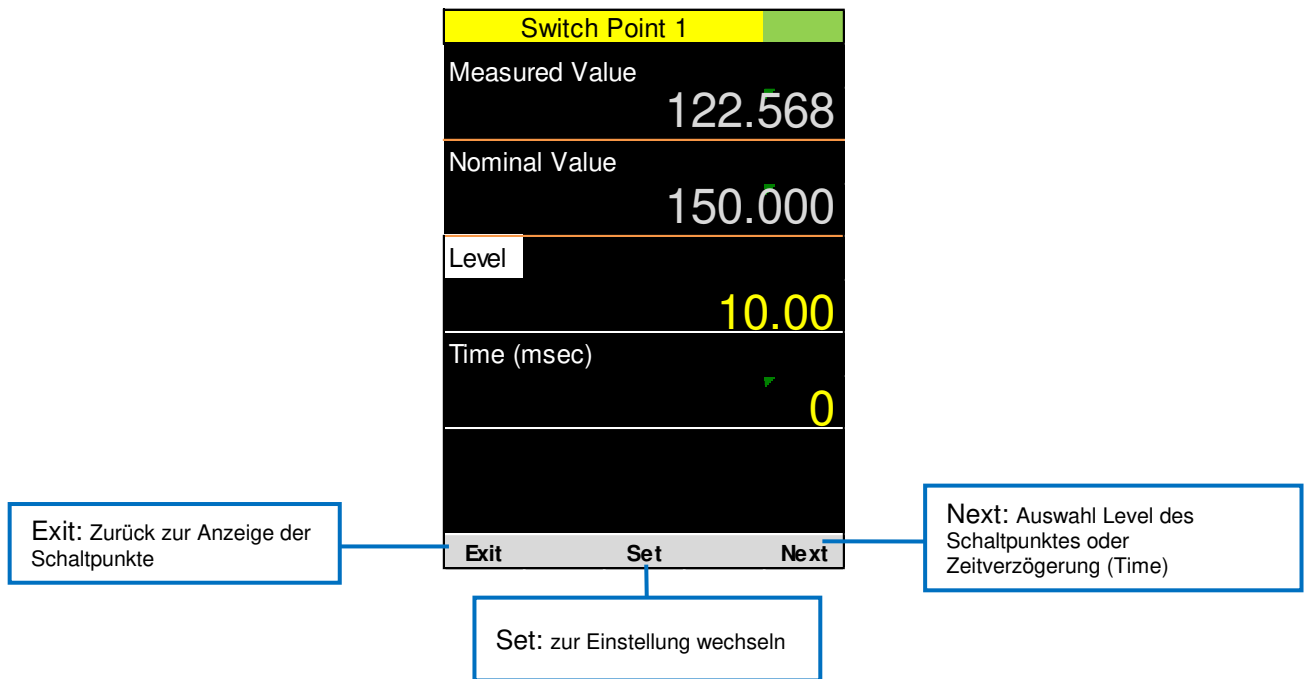 Switch Point 1
Measured Value
122.568
Nominal Value
150.000
Level
10.00
Time (msec)
0
Exit Set Next
Exit: Zurück zur Anzeige der
Schaltpunkte
Set: zur Einstellung wechseln
Next: Auswahl Level des
Schaltpunktes oder
Zeitverzögerung (Time)